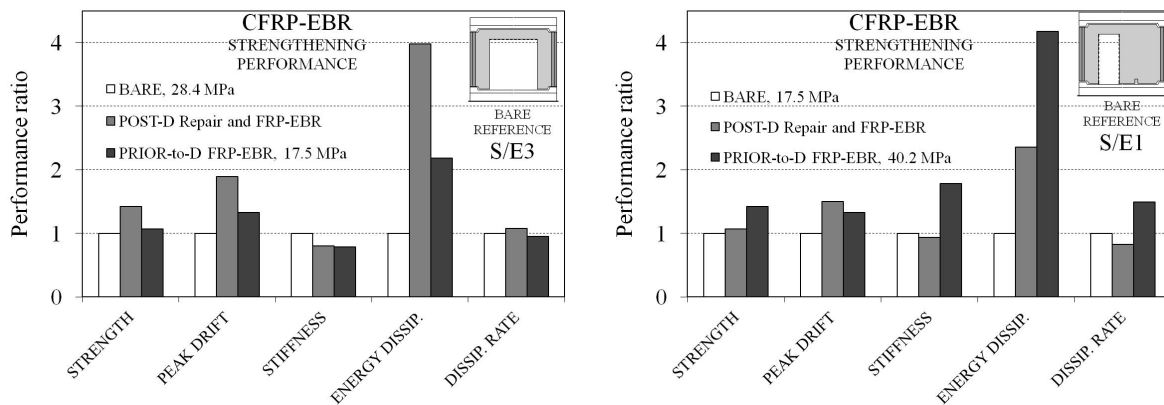 CFRP-EBR
STRENGTHENING
PERFORMANCE
BARE, 28.4 MPa
POST-D Repair and FRP-EBR
PRIOR-to-D FRP-EBR, 17.5 MPa
BARE
REFERENCE
S/E3
Performance ratio
4
3
2
1
0
STRENGTH
PEAK DRIFT
STIFFNESS
ENERGY DISSIP.
DISSIP. RATE
CFRP-EBR
STRENGTHENING
PERFORMANCE
BARE, 17.5 MPa
POST-D Repair and FRP-EBR
PRIOR-to-D FRP-EBR, 40.2 MPa
BARE
REFERENCE
S/E1
Performance ratio
4
3
2
1
0
STRENGTH
PEAK DRIFT
STIFFNESS
ENERGY DISSIP.
DISSIP. RATE